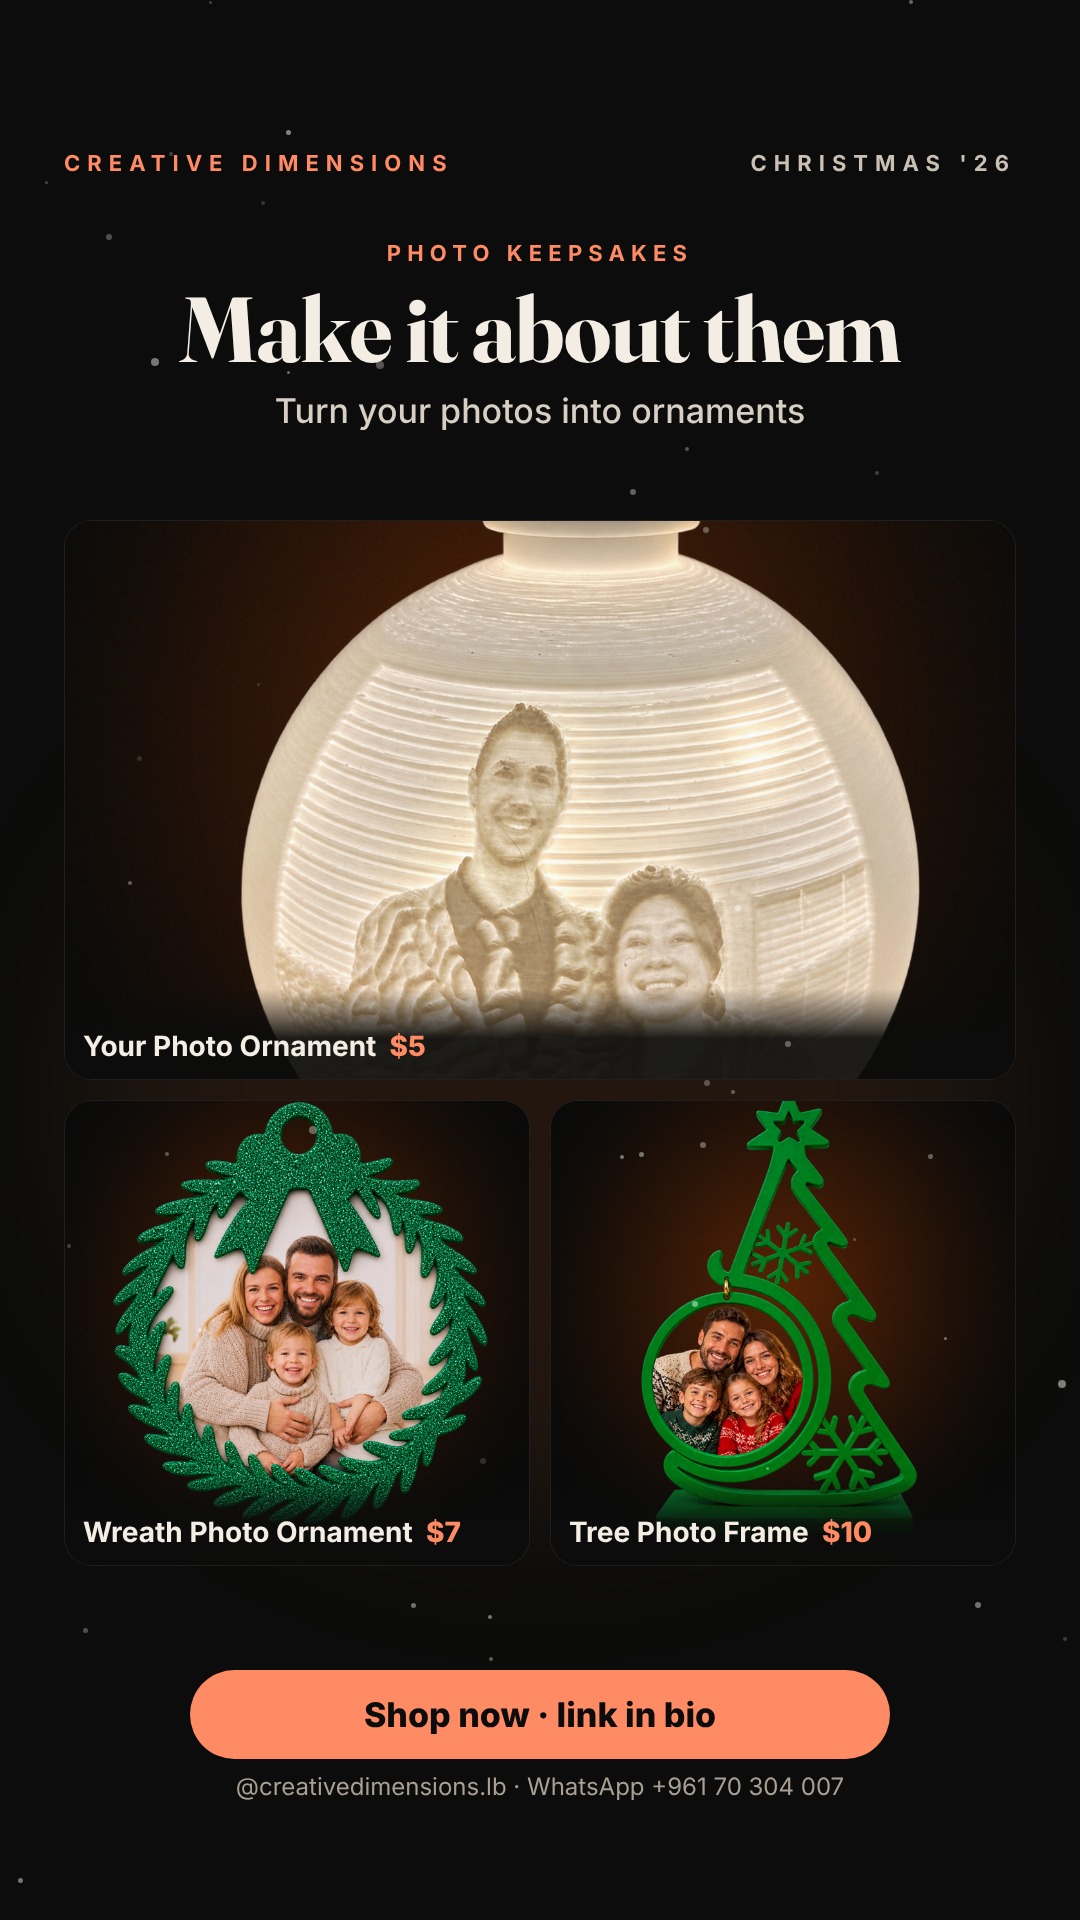 CREATIVE DIMENSIONS
CHRISTMAS '26
PHOTO KEEPSAKES
Make it about them
Turn your photos into ornaments
Your Photo Ornament $5
Wreath Photo Ornament $7
Tree Photo Frame $10
Shop now · link in bio
@creativedimensions.lb · WhatsApp +961 70 304 007